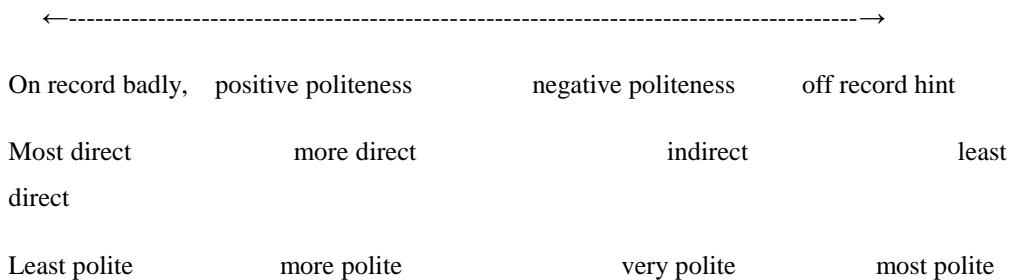 ←-------------------------------------------------------------------------------------------→
On record badly, positive politeness negative politeness off record hint
Most direct more direct indirect least
direct
Least polite more polite very polite most polite